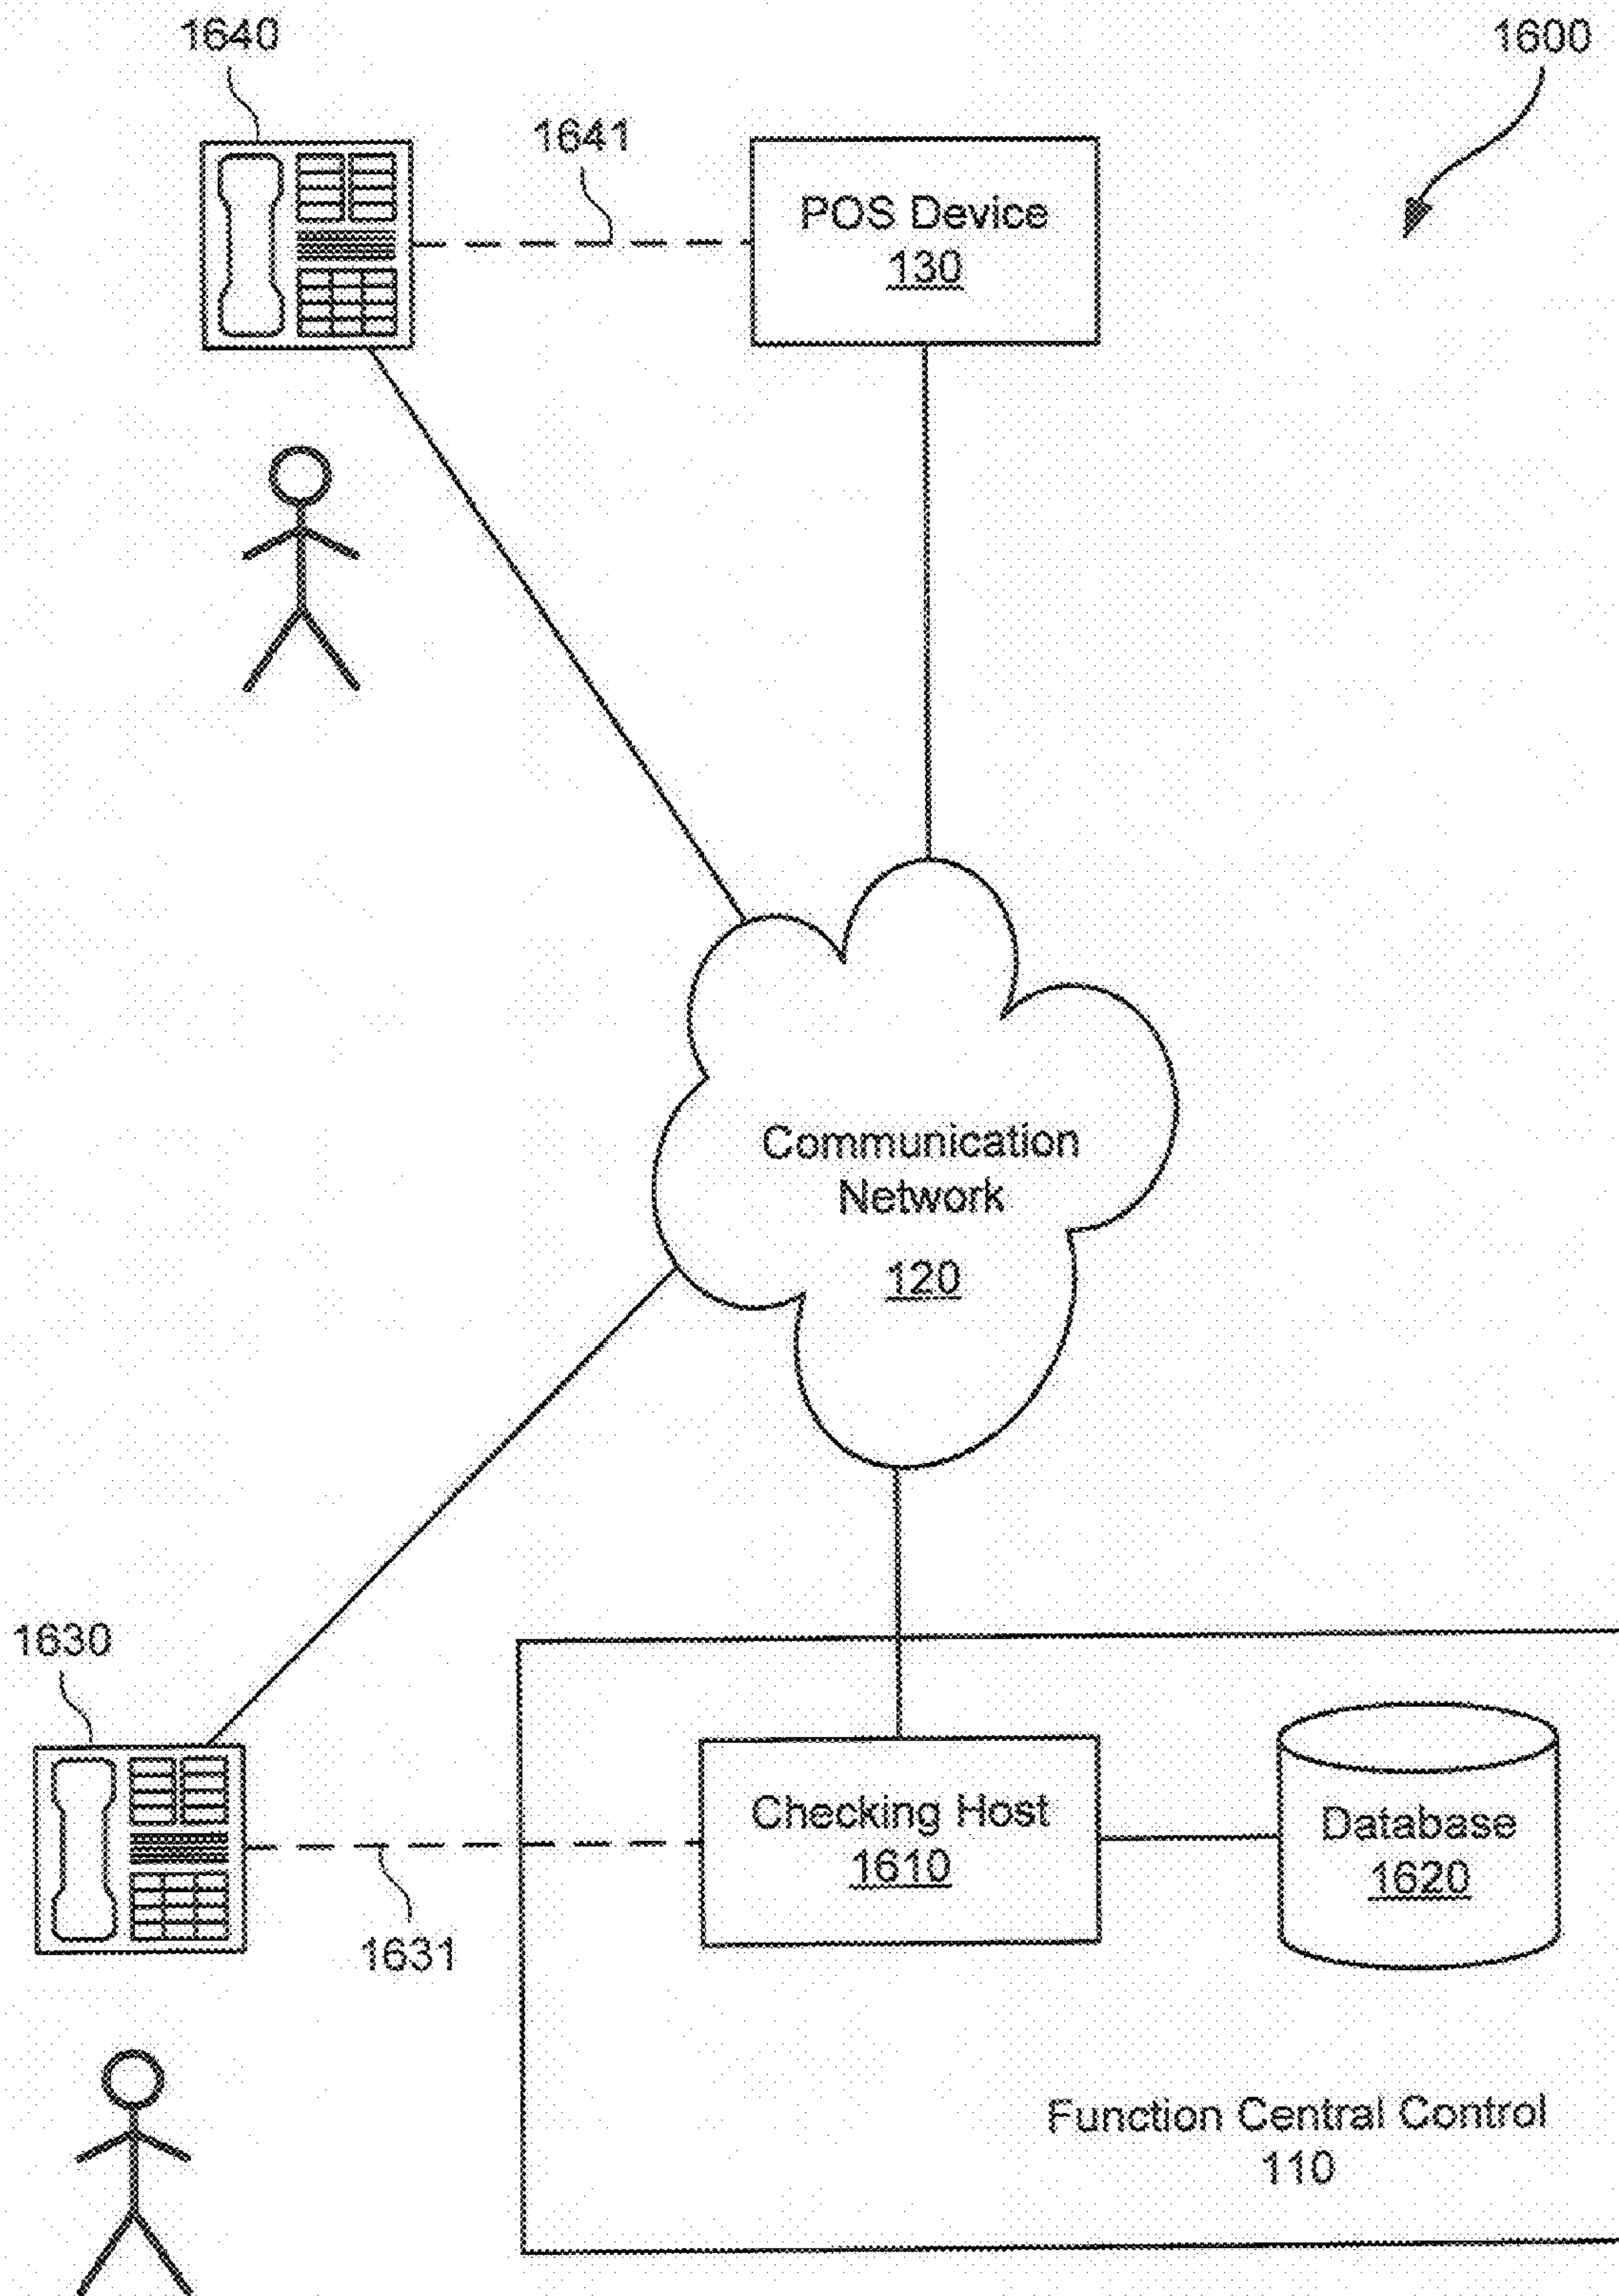 1640
1600
1641
POS Device
130
Communication
Network
120
1630
Checking Host
1610
Database
1620
1631
Function Central Control
110